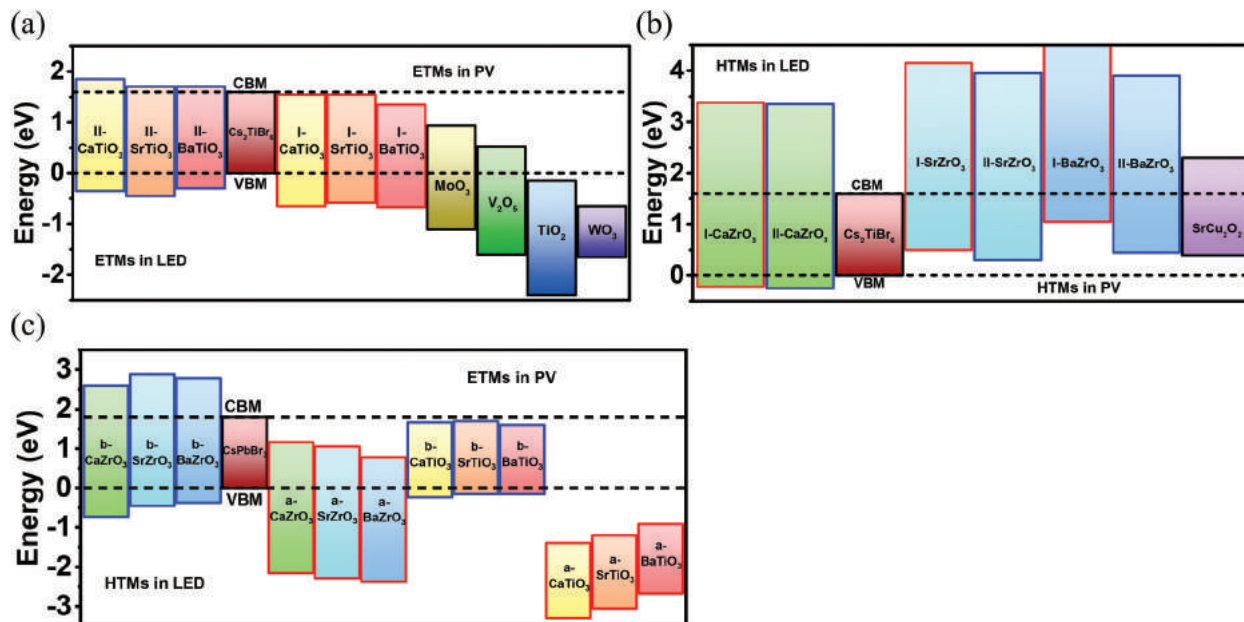 (a)
Energy (eV)
2
1
0
-1
-2
ETMs in PV
CBM
II-
CaTiO₃
II-
SrTiO₃
II-
BaTiO₃
Cs₂TiBr₆
I-
CaTiO₃
I-
SrTiO₃
I-
BaTiO₃
MoO₃
V₂O₅
TiO₂
WO₃
VBM
ETMs in LED
(b)
Energy (eV)
4
3
2
1
0
HTMs in LED
CBM
I-CaZrO₃
II-CaZrO₃
Cs₂TiBr₆
I-SrZrO₃
II-SrZrO₃
I-BaZrO₃
II-BaZrO₃
SrCu₂O₂
VBM
HTMs in PV
(c)
Energy (eV)
3
2
1
0
-1
-2
-3
ETMs in PV
CBM
b-
CaZrO₃
b-
SrZrO₃
b-
BaZrO₃
CsPbBr₃
VBM
a-
CaZrO₃
a-
SrZrO₃
a-
BaZrO₃
b-
CaTiO₃
b-
SrTiO₃
b-
BaTiO₃
a-
CaTiO₃
a-
SrTiO₃
a-
BaTiO₃
HTMs in LED